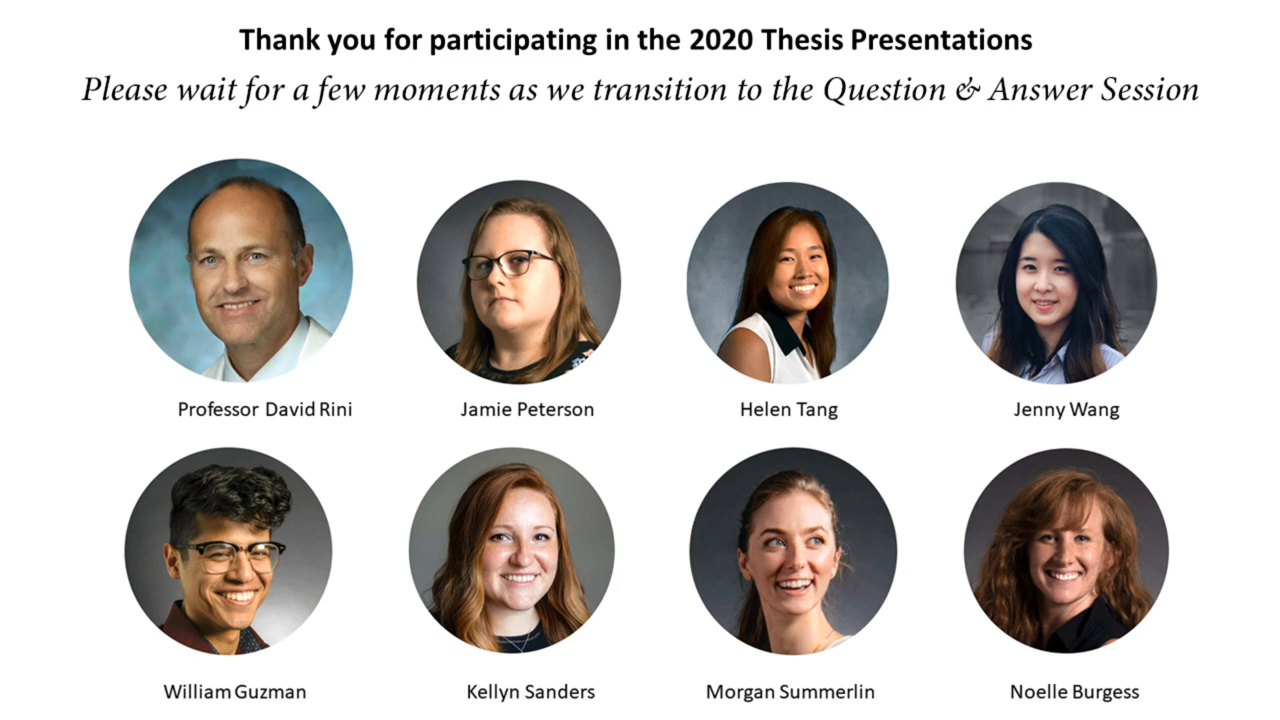 Thank you for participating in the 2020 Thesis Presentations
Please wait for a few moments as we transition to the Question & Answer Session
Professor David Rini
Jamie Peterson
Helen Tang
Jenny Wang
William Guzman
Kellyn Sanders
Morgan Summerlin
Noelle Burgess